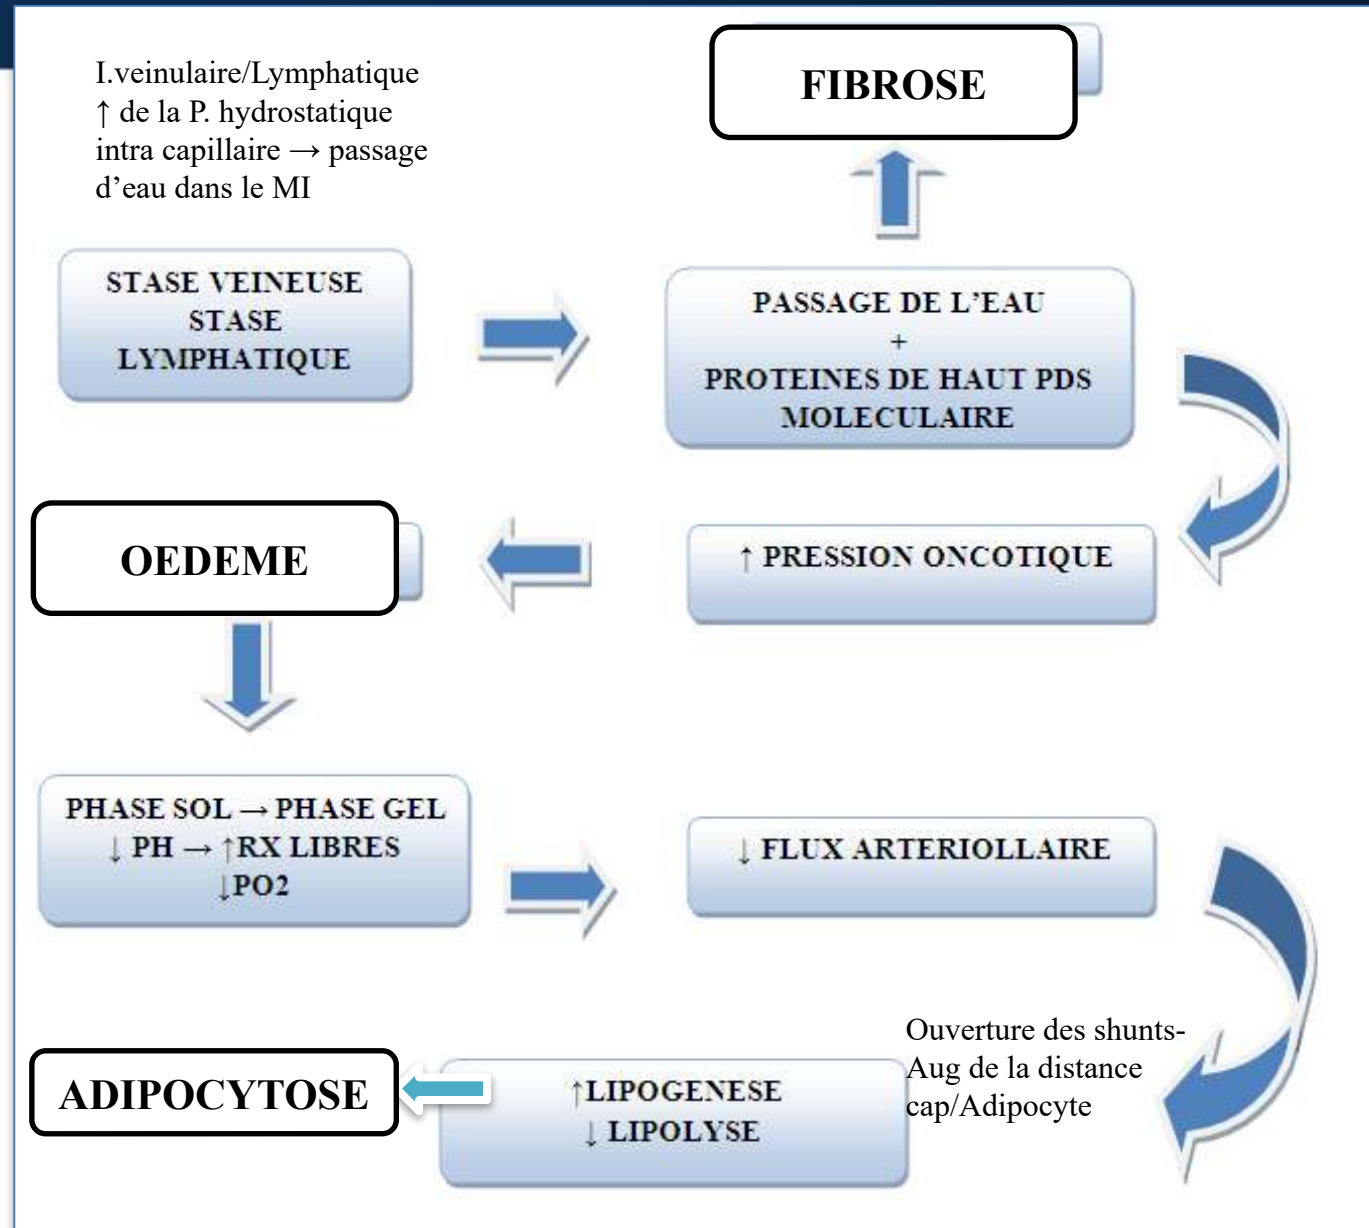 I.veinulaire/Lymphatique
↑ de la P. hydrostatique
intra capillaire → passage
d’eau dans le MI
FIBROSE
STASE VEINEUSE
STASE
LYMPHATIQUE
PASSAGE DE L’EAU
+
PROTEINES DE HAUT PDS
MOLECULAIRE
OEDEME
↑ PRESSION ONCOTIQUE
PHASE SOL → PHASE GEL
↓ PH → ↑RX LIBRES
↓PO2
↓ FLUX ARTERIOLLAIRE
Ouverture des shunts-
Aug de la distance
cap/Adipocyte
ADIPOCYTOSE
↑LIPOGENESE
↓ LIPOLYSE